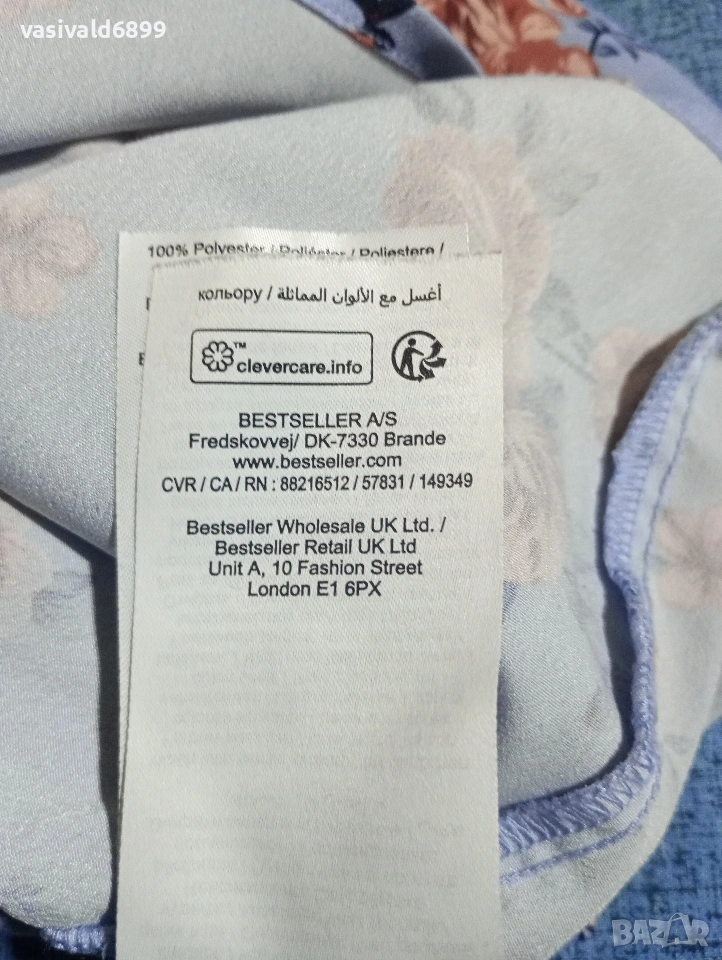 vasivald6899
100% Polyester / Poliéster / Poliestere /
кольору / أغسل مع الألوان المماثلة
™
clevercare.info
BESTSELLER A/S
Fredskovvej/ DK-7330 Brande
www.bestseller.com
CVR / CA / RN : 88216512 / 57831 / 149349
Bestseller Wholesale UK Ltd. /
Bestseller Retail UK Ltd
Unit A, 10 Fashion Street
London E1 6PX
BAZAR